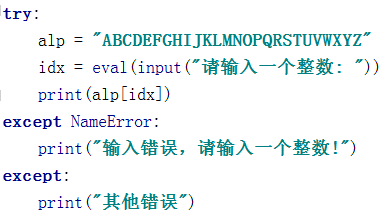 try:
    alp = "ABCDEFGHIJKLMNOPQRSTUVWXYZ"
    idx = eval(input("请输入一个整数: "))
    print(alp[idx])
except NameError:
    print("输入错误，请输入一个整数!")
except:
    print("其他错误")